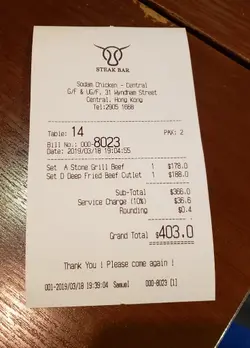 STEAK BAR
Sodam Chicken - Central
G/F & UG/F, 31 Wyndham Street
Central, Hong Kong
Tel:2905 1668
Table: 14 PAX: 2
Bill No.: 000-8023
Date: 2019/03/18 19:04:55
Set A Stone Grill Beef 1 $178.0
Set D Deep Fried Beef Cutlet 1 $188.0
Sub-Total $366.0
Service Charge (10%) $36.6
Rounding $0.4
Grand Total $403.0
Thank You ! Please come again !
001-2019/03/18 19:39:04 Samuel 000-8023 [1]